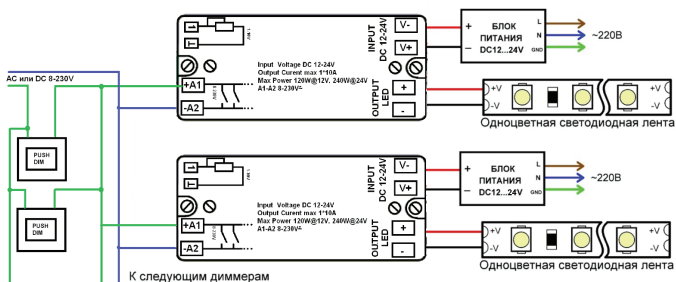 AC или DC 8-230V
PUSH
DIM
PUSH
DIM
INPUT
DC 12-24V
V-
V+
Input Voltage DC 12-24V
Output Curent max 1*10A
Max Power 120W@12V, 240W@24V
A1-A2 8-230V
+A1
-A2
OUTPUT
LED
+
-
+
–
БЛОК
ПИТАНИЯ
DC12...24V
L
N
GND
~220В
+V
-V
+V
-V
Одноцветная светодиодная лента
INPUT
DC 12-24V
V-
V+
Input Voltage DC 12-24V
Output Curent max 1*10A
Max Power 120W@12V, 240W@24V
A1-A2 8-230V
+A1
-A2
OUTPUT
LED
+
-
+
–
БЛОК
ПИТАНИЯ
DC12...24V
L
N
GND
~220В
+V
-V
+V
-V
Одноцветная светодиодная лента
К следующим диммерам